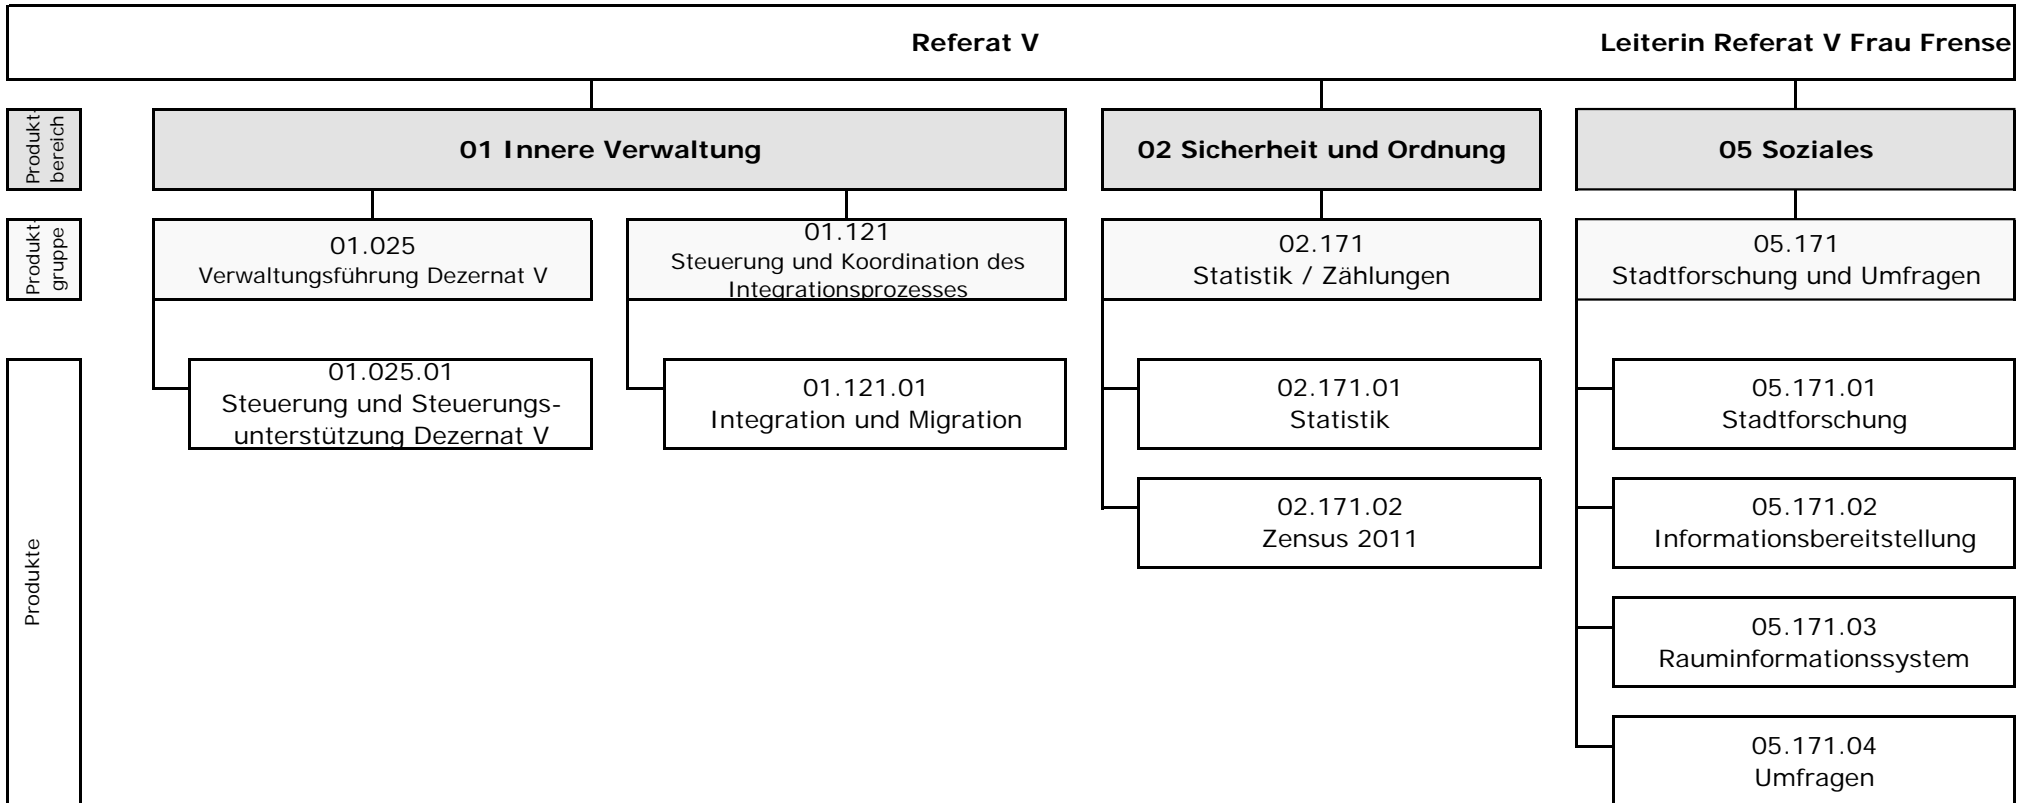 Referat V
Leiterin Referat V Frau Frense
Produkt-
bereich
01 Innere Verwaltung
02 Sicherheit und Ordnung
05 Soziales
Produkt-
gruppe
01.025
Verwaltungsführung Dezernat V
01.121
Steuerung und Koordination des
Integrationsprozesses
02.171
Statistik / Zählungen
05.171
Stadtforschung und Umfragen
Produkte
01.025.01
Steuerung und Steuerungs-
unterstützung Dezernat V
01.121.01
Integration und Migration
02.171.01
Statistik
05.171.01
Stadtforschung
02.171.02
Zensus 2011
05.171.02
Informationsbereitstellung
05.171.03
Rauminformationssystem
05.171.04
Umfragen